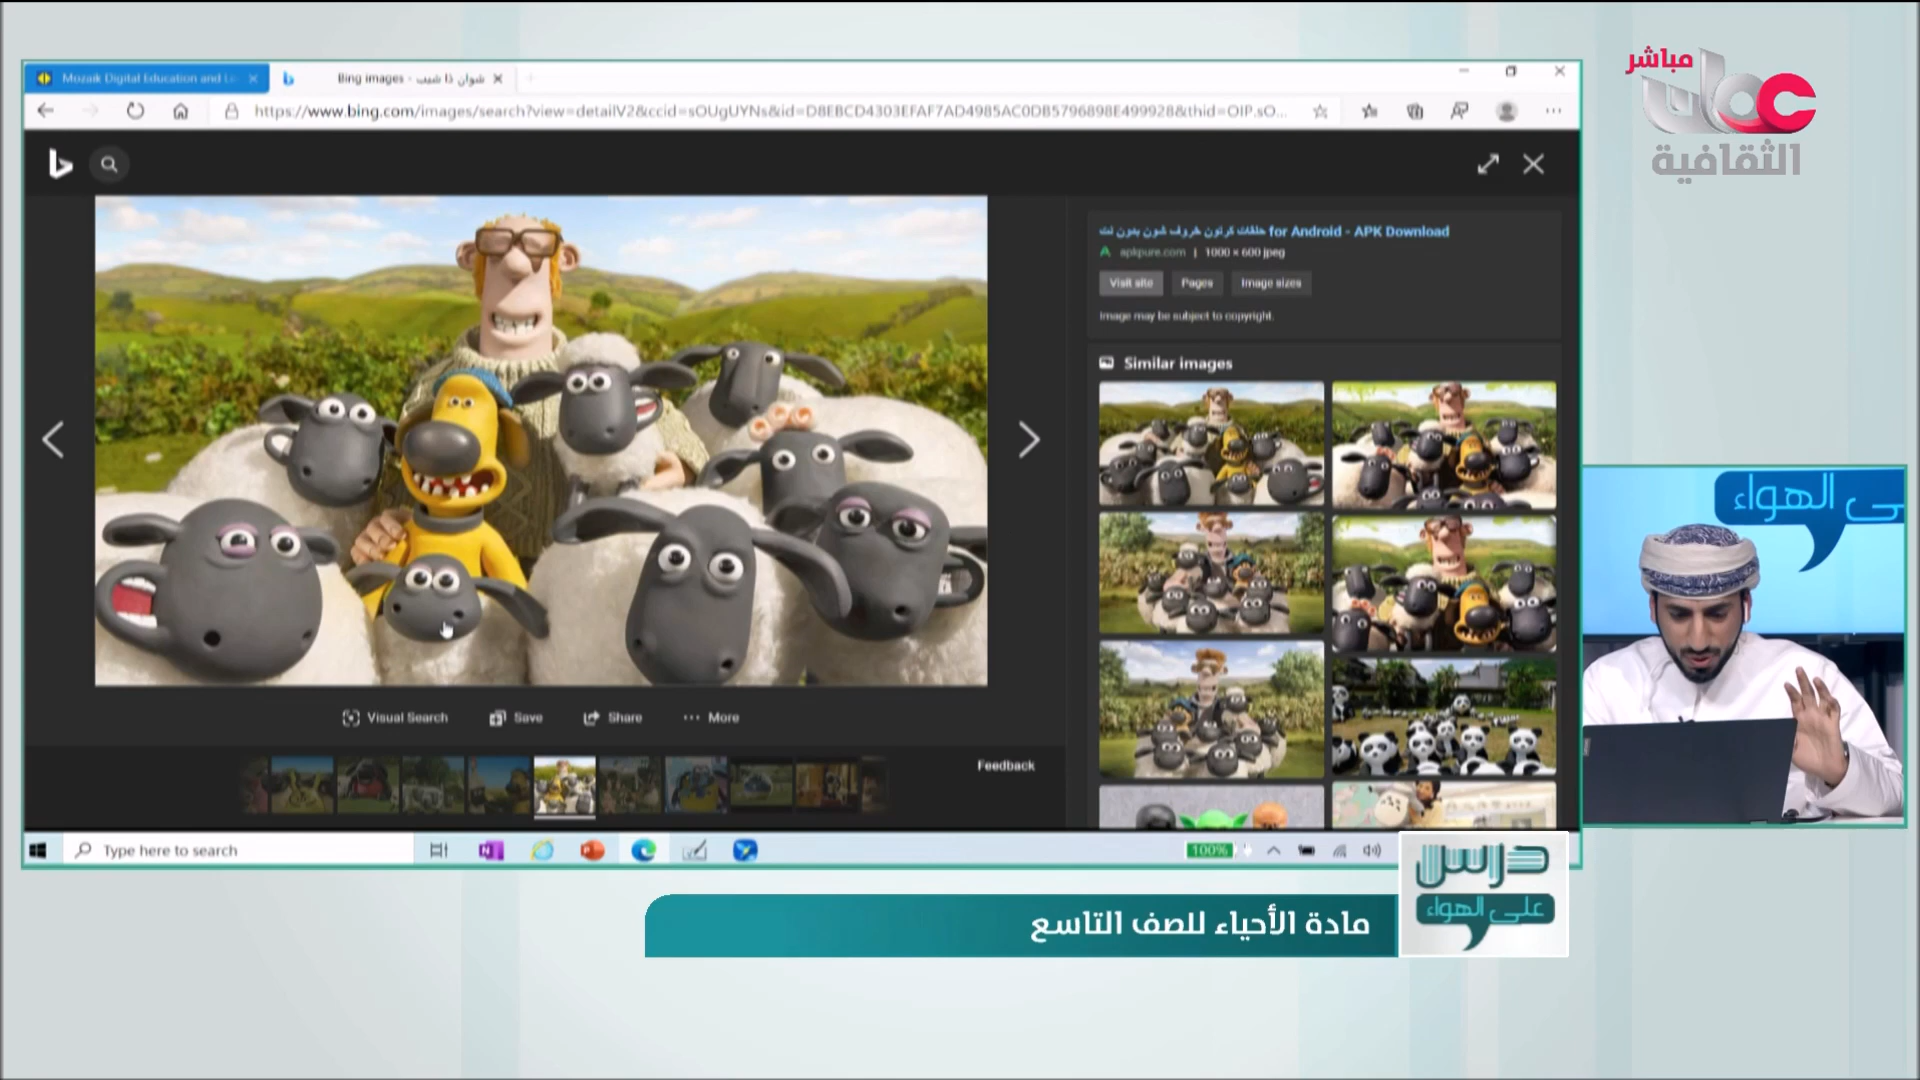 Mozaik Digital Education and Le
شوان ذا شيب - Bing images
https://www.bing.com/images/search?view=detailV2&ccid=sOUgUYNs&id=D8EBCD4303EFAF7AD4985AC0DB5796898E499928&thid=OIP.sO...
مباشر
عمان
الثقافية
حلقات كرتون خروف شون بدون نت for Android - APK Download
apkpure.com | 1000 × 600 jpeg
Visit site Pages Image sizes
Image may be subject to copyright.
Similar images
Visual Search Save Share ··· More
Feedback
على الهواء
Type here to search
100%
درس
على الهواء
مادة الأحياء للصف التاسع